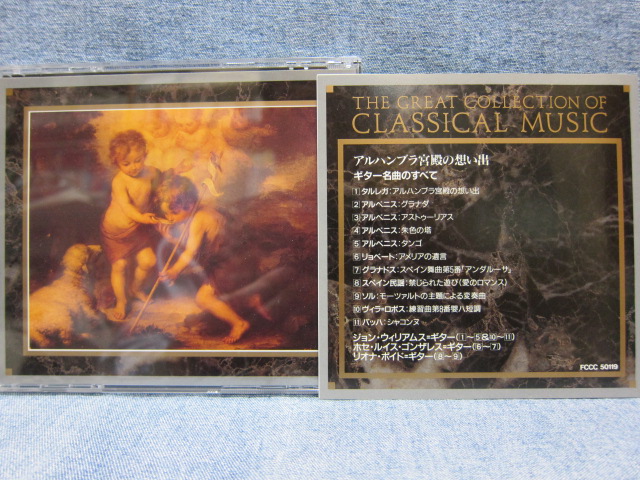 THE GREAT COLLECTION OF
CLASSICAL MUSIC
アルハンブラ宮殿の想い出
ギター名曲のすべて
1 タルレガ:アルハンブラ宮殿の想い出
2 アルベニス:グラナダ
3 アルベニス:アストゥーリアス
4 アルベニス:朱色の塔
5 アルベニス:タンゴ
6 リョベート:アメリアの遺言
7 グラナドス:スペイン舞曲第5番「アンダルーサ」
8 スペイン民謡:禁じられた遊び(愛のロマンス)
9 ソル:モーツァルトの主題による変奏曲
10 ヴィラ=ロボス:練習曲第8番嬰ハ短調
11 バッハ:シャコンヌ
ジョン・ウィリアムス=ギター(1〜5&10〜11)
ホセ・ルイス・ゴンザレス=ギター(6〜7)
リオナ・ボイド=ギター(8〜9)
FCCC 50119